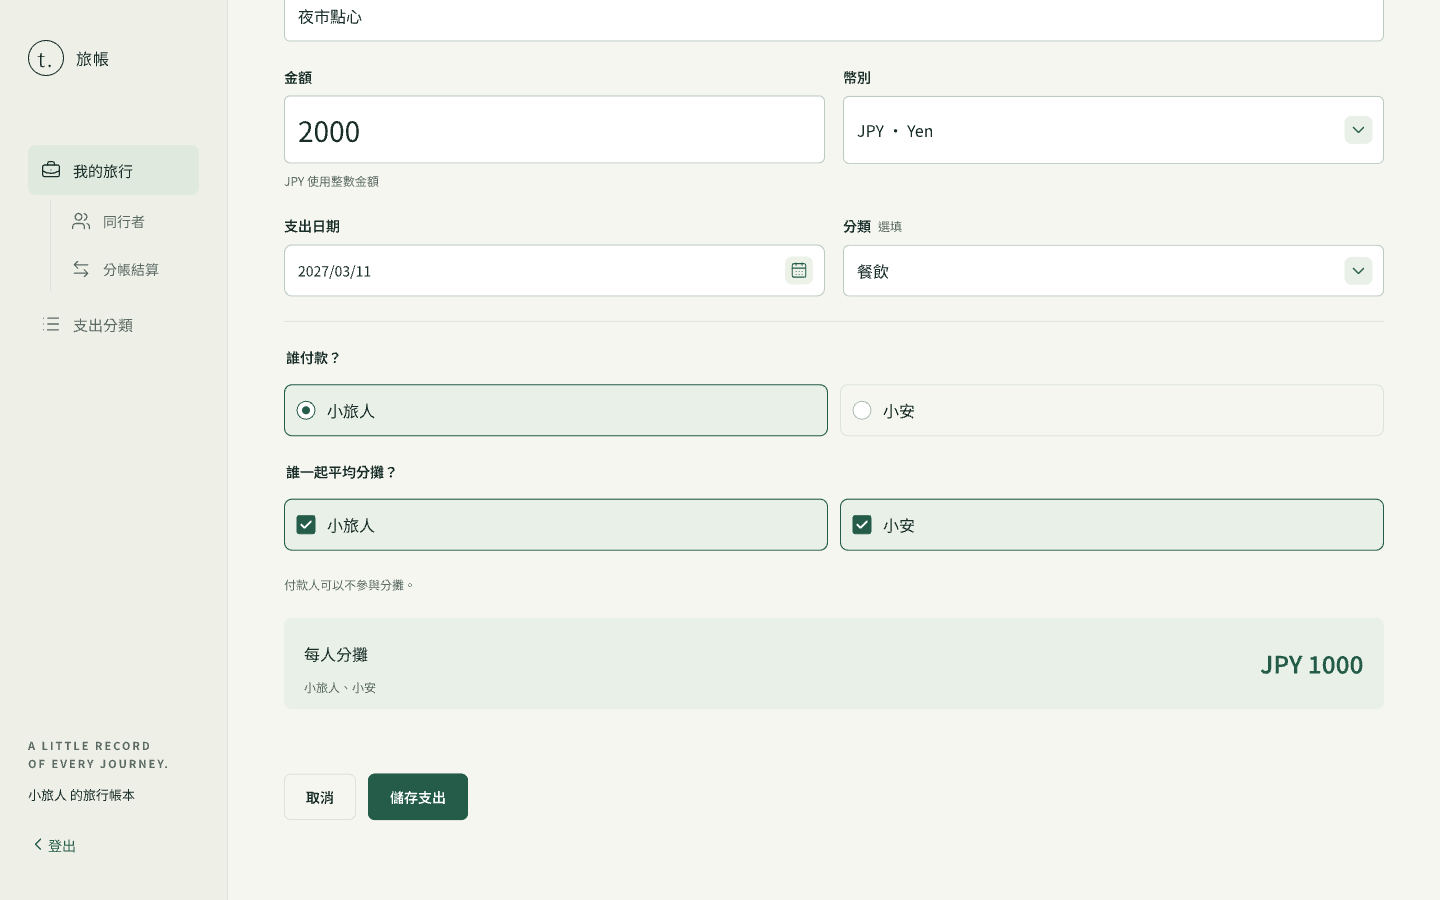 t. 旅帳
我的旅行
同行者
分帳結算
支出分類
A LITTLE RECORD
OF EVERY JOURNEY.
小旅人 的旅行帳本
登出
夜市點心
金額
2000
JPY 使用整數金額
幣別
JPY · Yen
支出日期
2027/03/11
分類 選填
餐飲
誰付款？
小旅人
小安
誰一起平均分攤？
小旅人
小安
付款人可以不參與分攤。
每人分攤
小旅人、小安
JPY 1000
取消
儲存支出